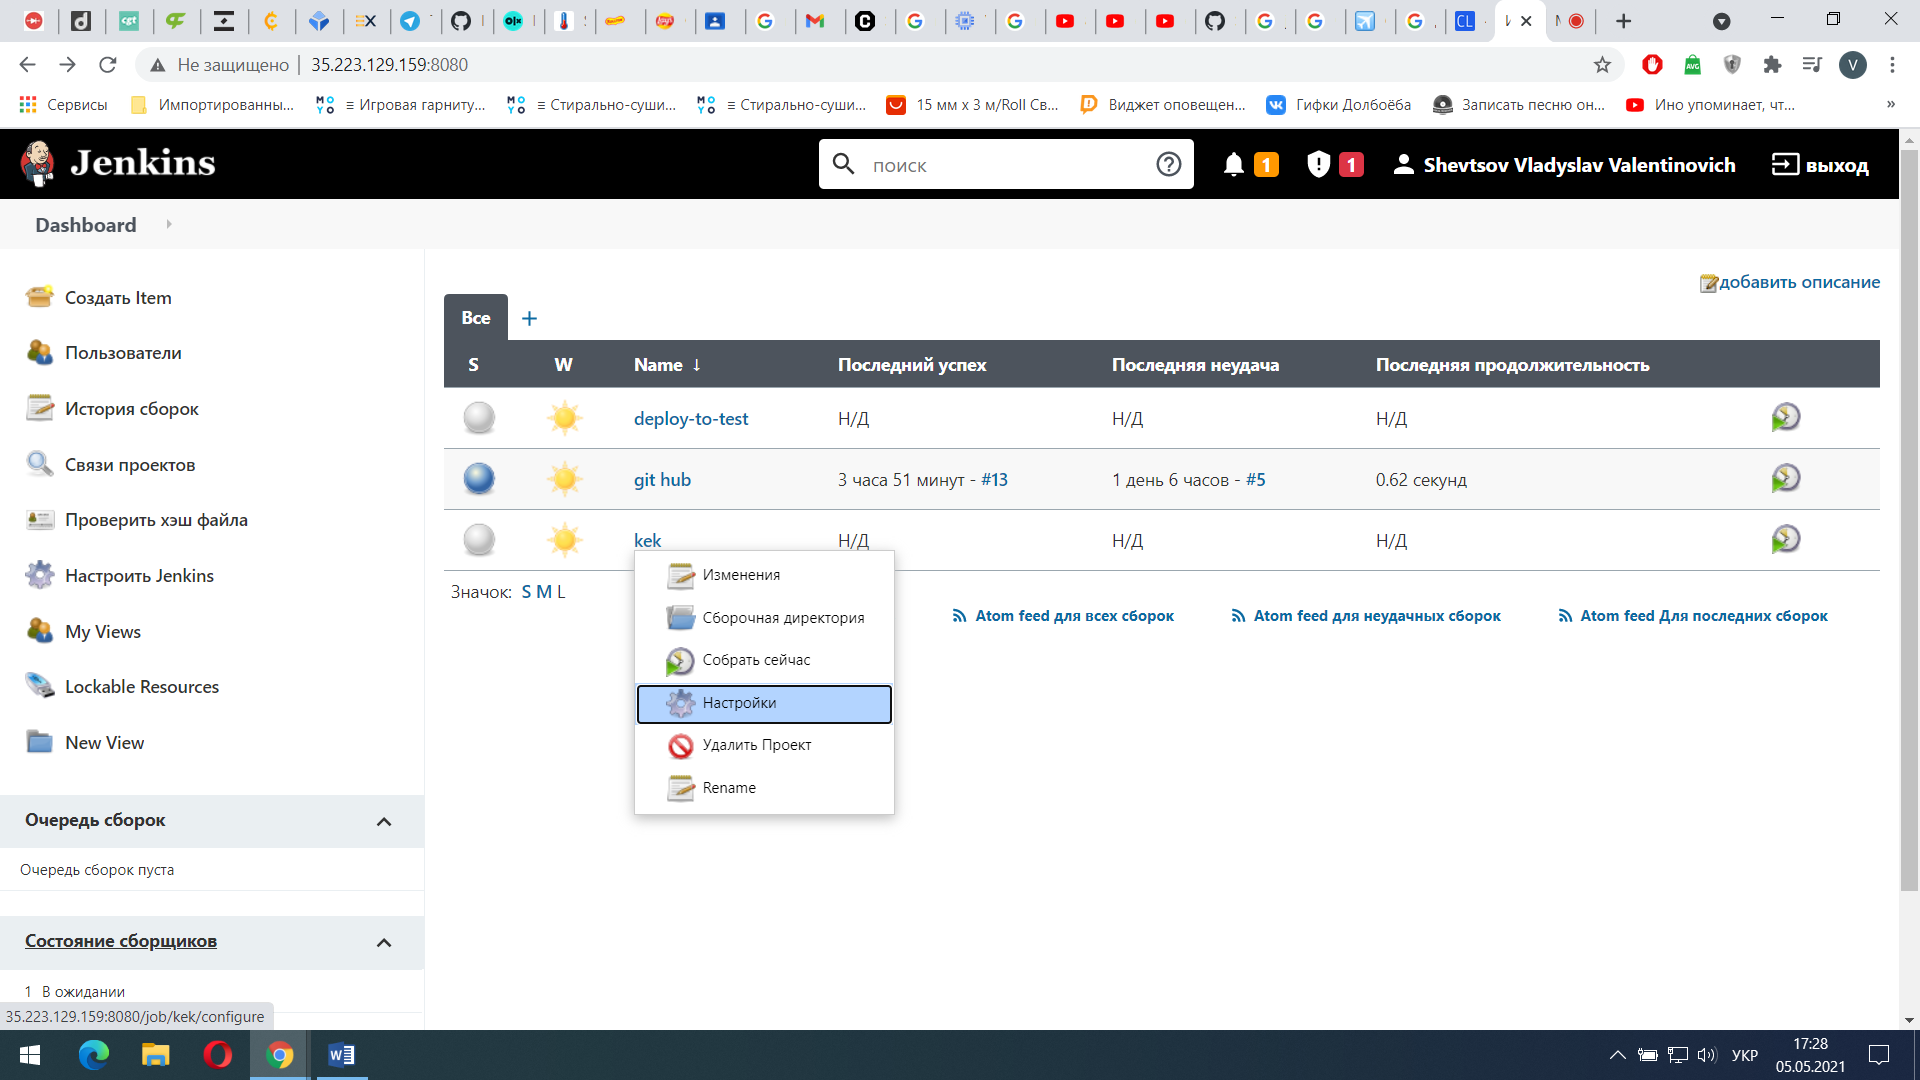 Не защищено 35.223.129.159:8080
Сервисы Импортированны... ≡ Игровая гарниту... ≡ Стирально-суши... ≡ Стирально-суши... 15 мм x 3 м/Roll Св... Виджет оповещен... Гифки Долбоёба Записать песню он... Ино упоминает, чт... »
Jenkins поиск 1 1 Shevtsov Vladyslav Valentinovich выход
Dashboard
добавить описание
Создать Item
Пользователи
История сборок
Связи проектов
Проверить хэш файла
Настроить Jenkins
My Views
Lockable Resources
New View
Очередь сборок
Очередь сборок пуста
Состояние сборщиков
1 В ожидании
35.223.129.159:8080/job/kek/configure
Все +
S W Name ↓ Последний успех Последняя неудача Последняя продолжительность
deploy-to-test Н/Д Н/Д Н/Д
git hub 3 часа 51 минут - #13 1 день 6 часов - #5 0.62 секунд
kek Н/Д Н/Д Н/Д
Значок: S M L
Atom feed для всех сборок Atom feed для неудачных сборок Atom feed Для последних сборок
Изменения
Сборочная директория
Собрать сейчас
Настройки
Удалить Проект
Rename
УКР
17:28
05.05.2021